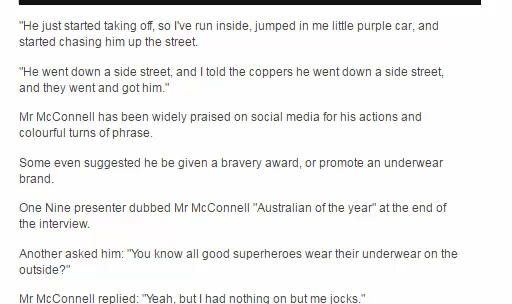 "He just started taking off, so I've run inside, jumped in me little purple car, and
started chasing him up the street.
"He went down a side street, and I told the coppers he went down a side street,
and they went and got him."
Mr McConnell has been widely praised on social media for his actions and
colourful turns of phrase.
Some even suggested he be given a bravery award, or promote an underwear
brand.
One Nine presenter dubbed Mr McConnell "Australian of the year" at the end of
the interview.
Another asked him: "You know all good superheroes wear their underwear on the
outside?"
Mr McConnell replied: "Yeah, but I had nothing on but me jocks."